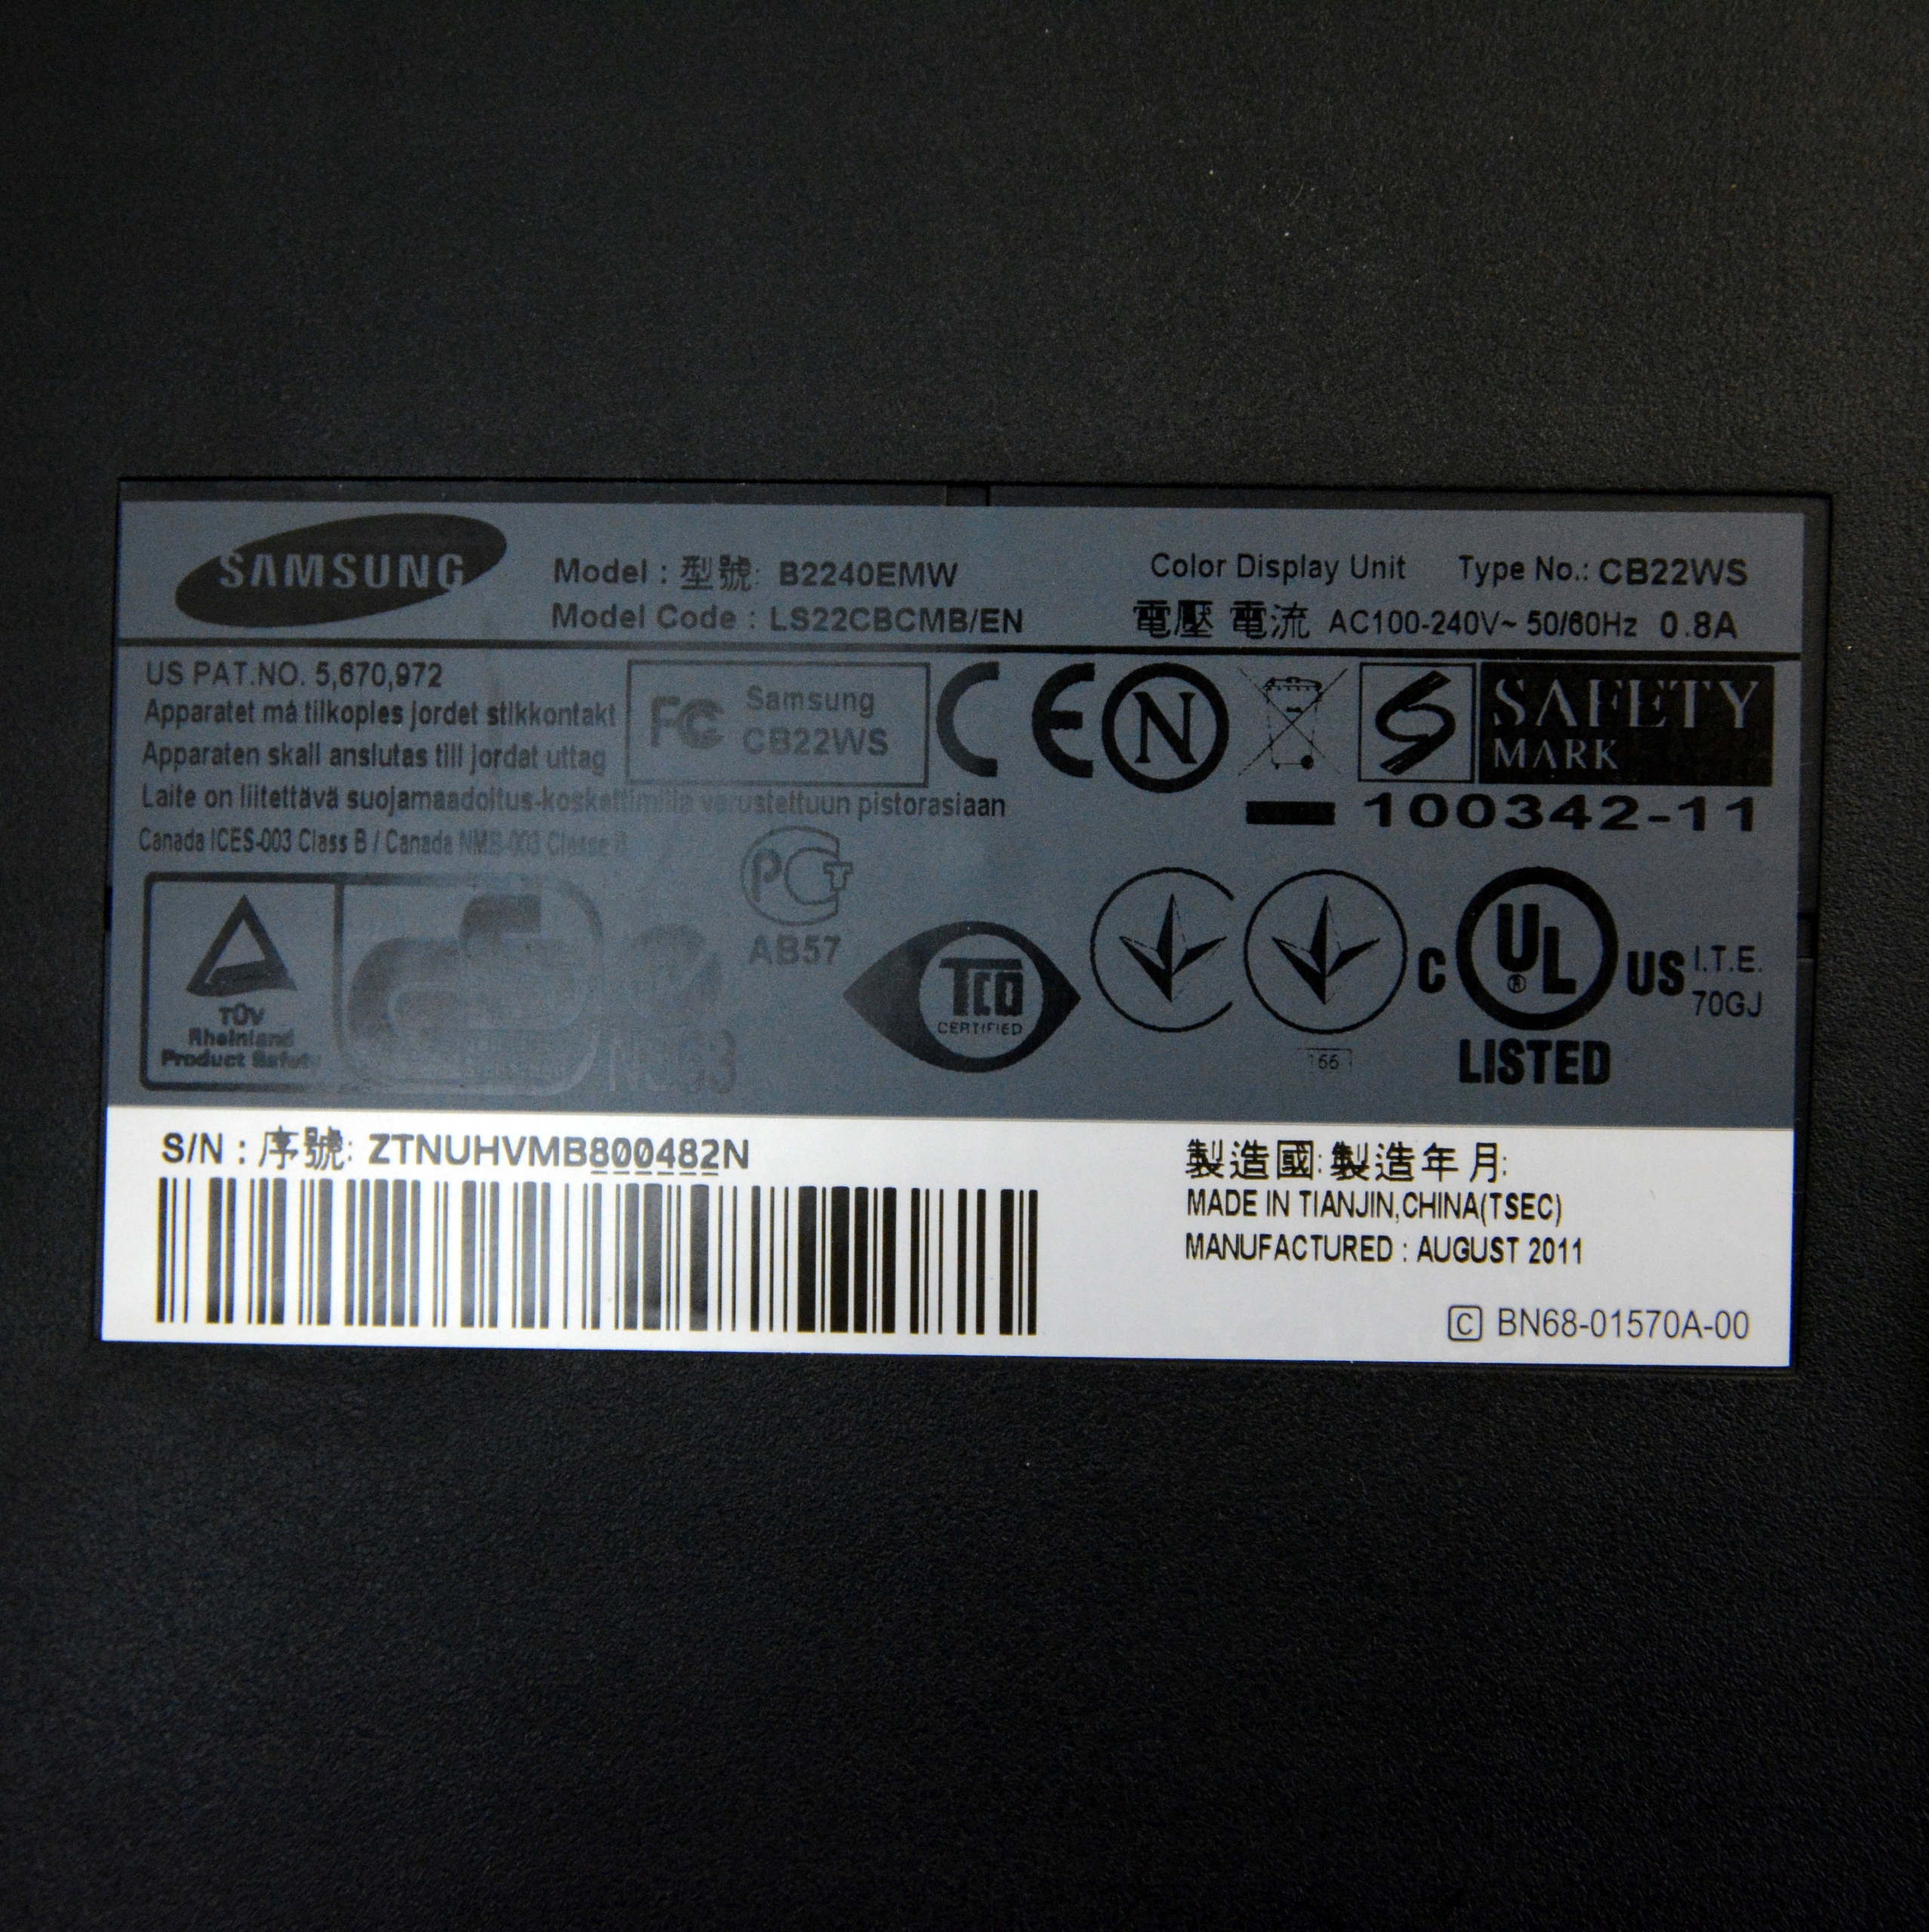 SAMSUNG
Model : 型號: B2240EMW
Model Code : LS22CBCMB/EN
Color Display Unit Type No.: CB22WS
電壓 電流 AC100-240V~ 50/60Hz 0.8A
US PAT.NO. 5,670,972
Apparatet må tilkoples jordet stikkontakt
Apparaten skall anslutas till jordat uttag
Laite on liitettävä suojamaadoitus-koskettimilla varustettuun pistorasiaan
Canada ICES-003 Class B / Canada NMB-003 Classe B
FC Samsung
CB22WS
CE N
SAFETY
MARK
100342-11
TÜV
Rheinland
Product Safety
PCT
AB57
TCO
CERTIFIED
166
C UL ® US
LISTED
I.T.E.
70GJ
S/N : 序號: ZTNUHVMB800482N
製造國: 製造年月:
MADE IN TIANJIN,CHINA(TSEC)
MANUFACTURED : AUGUST 2011
C BN68-01570A-00